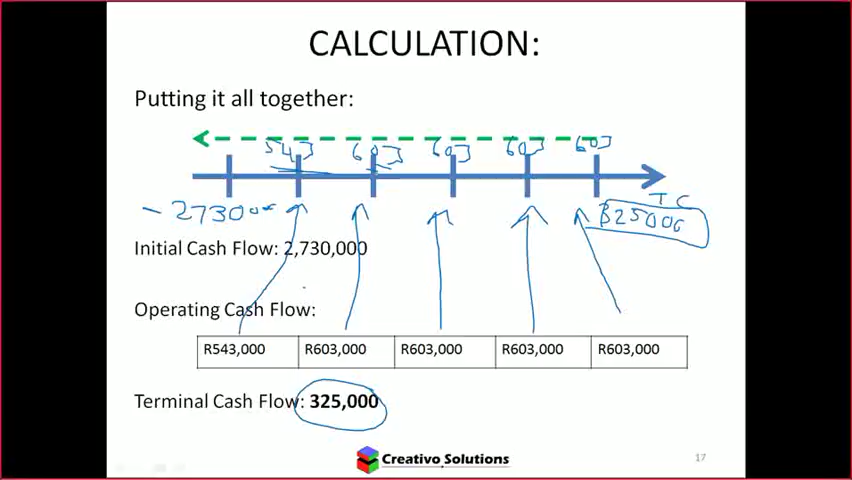 CALCULATION:
Putting it all together:
543 603 603 603 603
TC
- 273000 325000
Initial Cash Flow: 2,730,000
Operating Cash Flow:
R543,000 R603,000 R603,000 R603,000 R603,000
Terminal Cash Flow: 325,000
Creativo Solutions
17